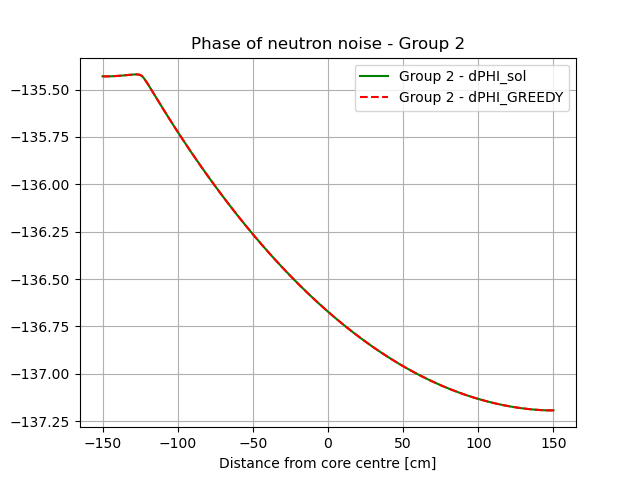 Phase of neutron noise - Group 2
Group 2 - dPHI_sol
Group 2 - dPHI_GREEDY
−135.50
−135.75
−136.00
−136.25
−136.50
−136.75
−137.00
−137.25
−150 −100 −50 0 50 100 150
Distance from core centre [cm]